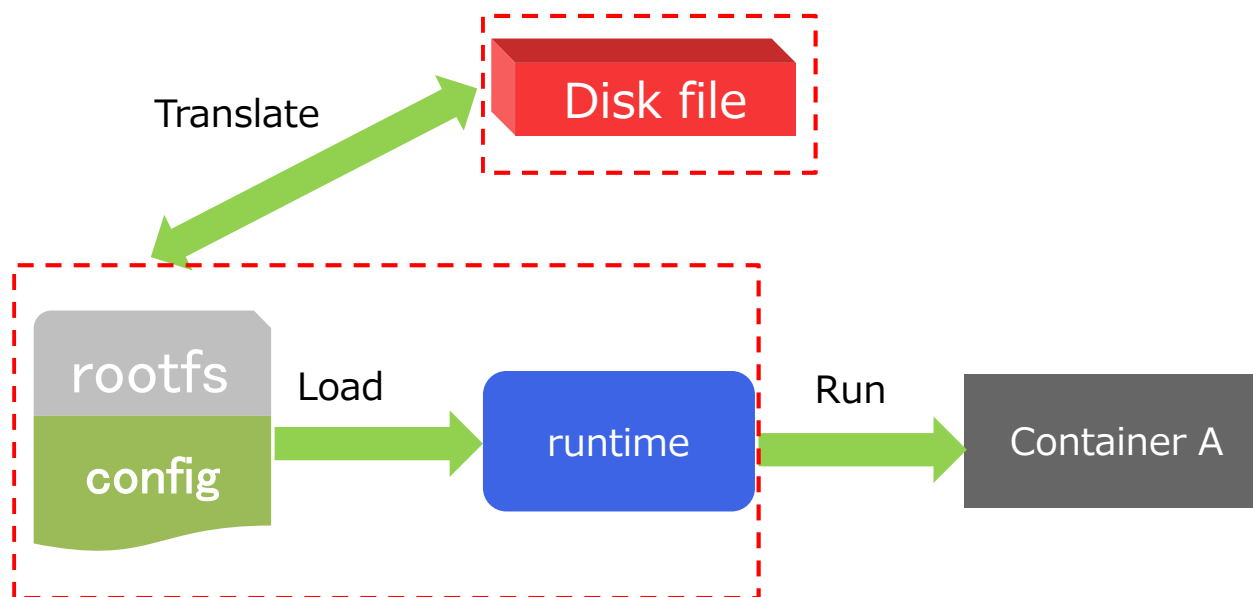 Disk file
Translate
rootfs
config
Load
runtime
Run
Container A